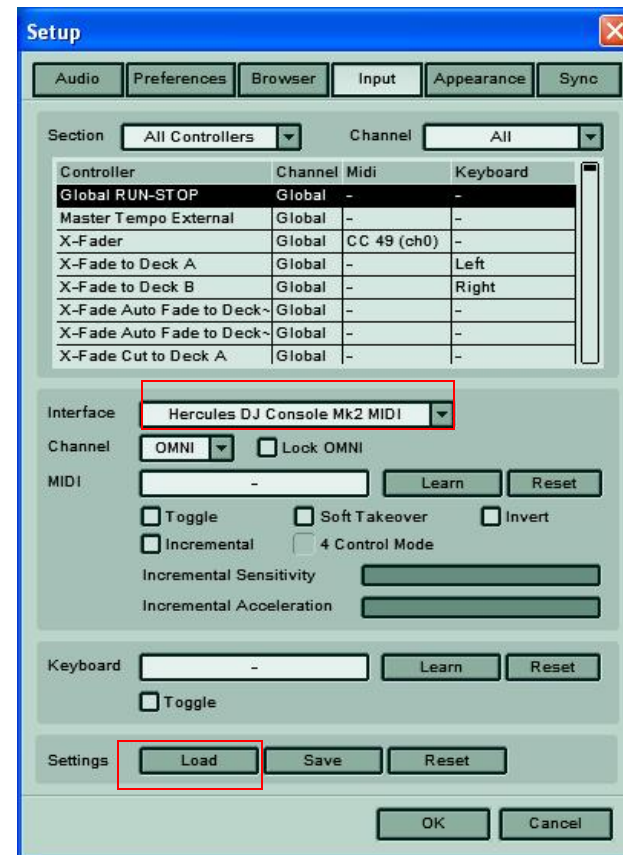 Setup
Audio Preferences Browser Input Appearance Sync
Section All Controllers Channel All
Controller Channel Midi Keyboard
Global RUN-STOP Global - -
Master Tempo External Global - -
X-Fader Global CC 49 (ch0) -
X-Fade to Deck A Global - Left
X-Fade to Deck B Global - Right
X-Fade Auto Fade to Deck~ Global - -
X-Fade Auto Fade to Deck~ Global - -
X-Fade Cut to Deck A Global - -
Interface Hercules DJ Console Mk2 MIDI
Channel OMNI Lock OMNI
MIDI - Learn Reset
Toggle Soft Takeover Invert
Incremental 4 Control Mode
Incremental Sensitivity
Incremental Acceleration
Keyboard - Learn Reset
Toggle
Settings Load Save Reset
OK Cancel